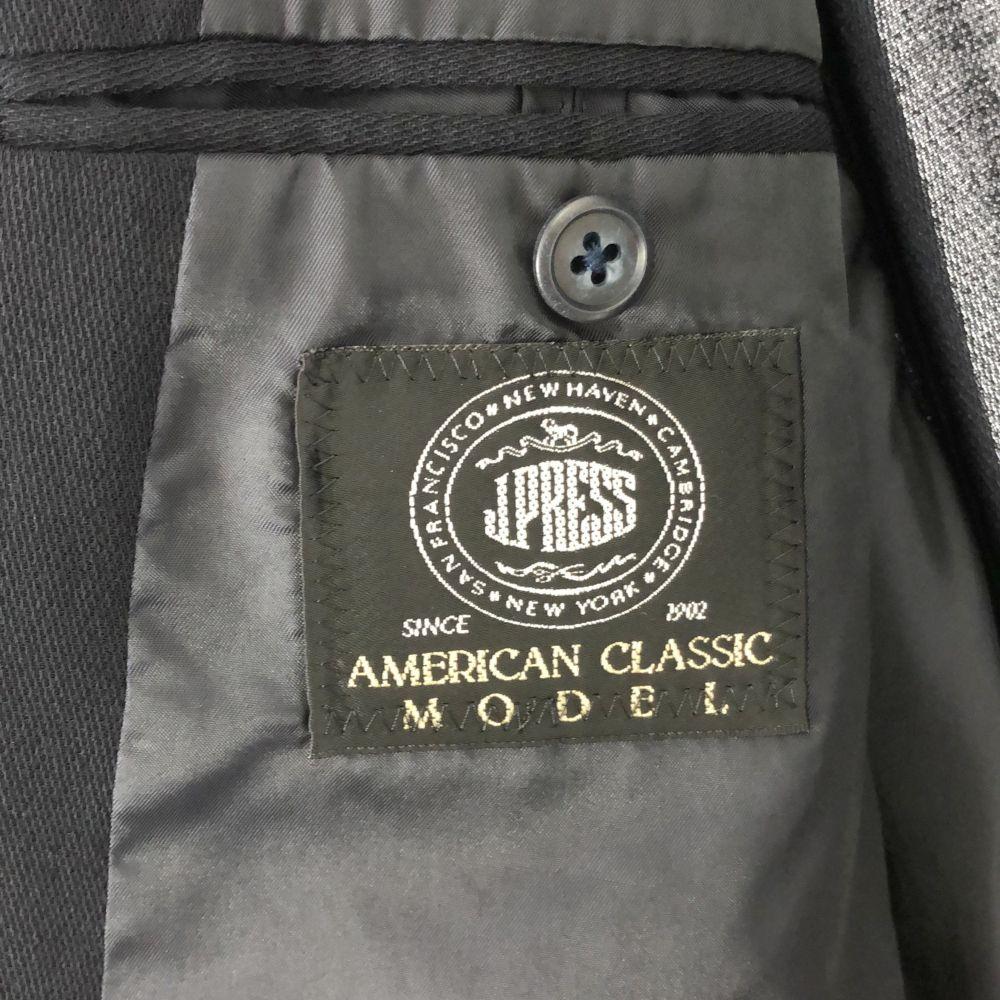 SAN FRANCISCO * NEW HAVEN * CAMBRIDGE * NEW YORK *
J.PRESS
SINCE 1902
AMERICAN CLASSIC
MODEL